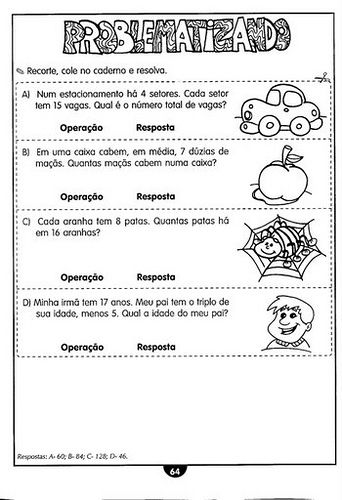 PROBLEMATIZANDO
Recorte, cole no caderno e resolva.
A) Num estacionamento há 4 setores. Cada setor
tem 15 vagas. Qual é o número total de vagas?
Operação Resposta
B) Em uma caixa cabem, em média, 7 dúzias de
maçãs. Quantas maçãs cabem numa caixa?
Operação Resposta
C) Cada aranha tem 8 patas. Quantas patas há
em 16 aranhas?
Operação Resposta
D) Minha irmã tem 17 anos. Meu pai tem o triplo de
sua idade, menos 5. Qual a idade do meu pai?
Operação Resposta
Respostas: A- 60; B- 84; C- 128; D- 46.
64